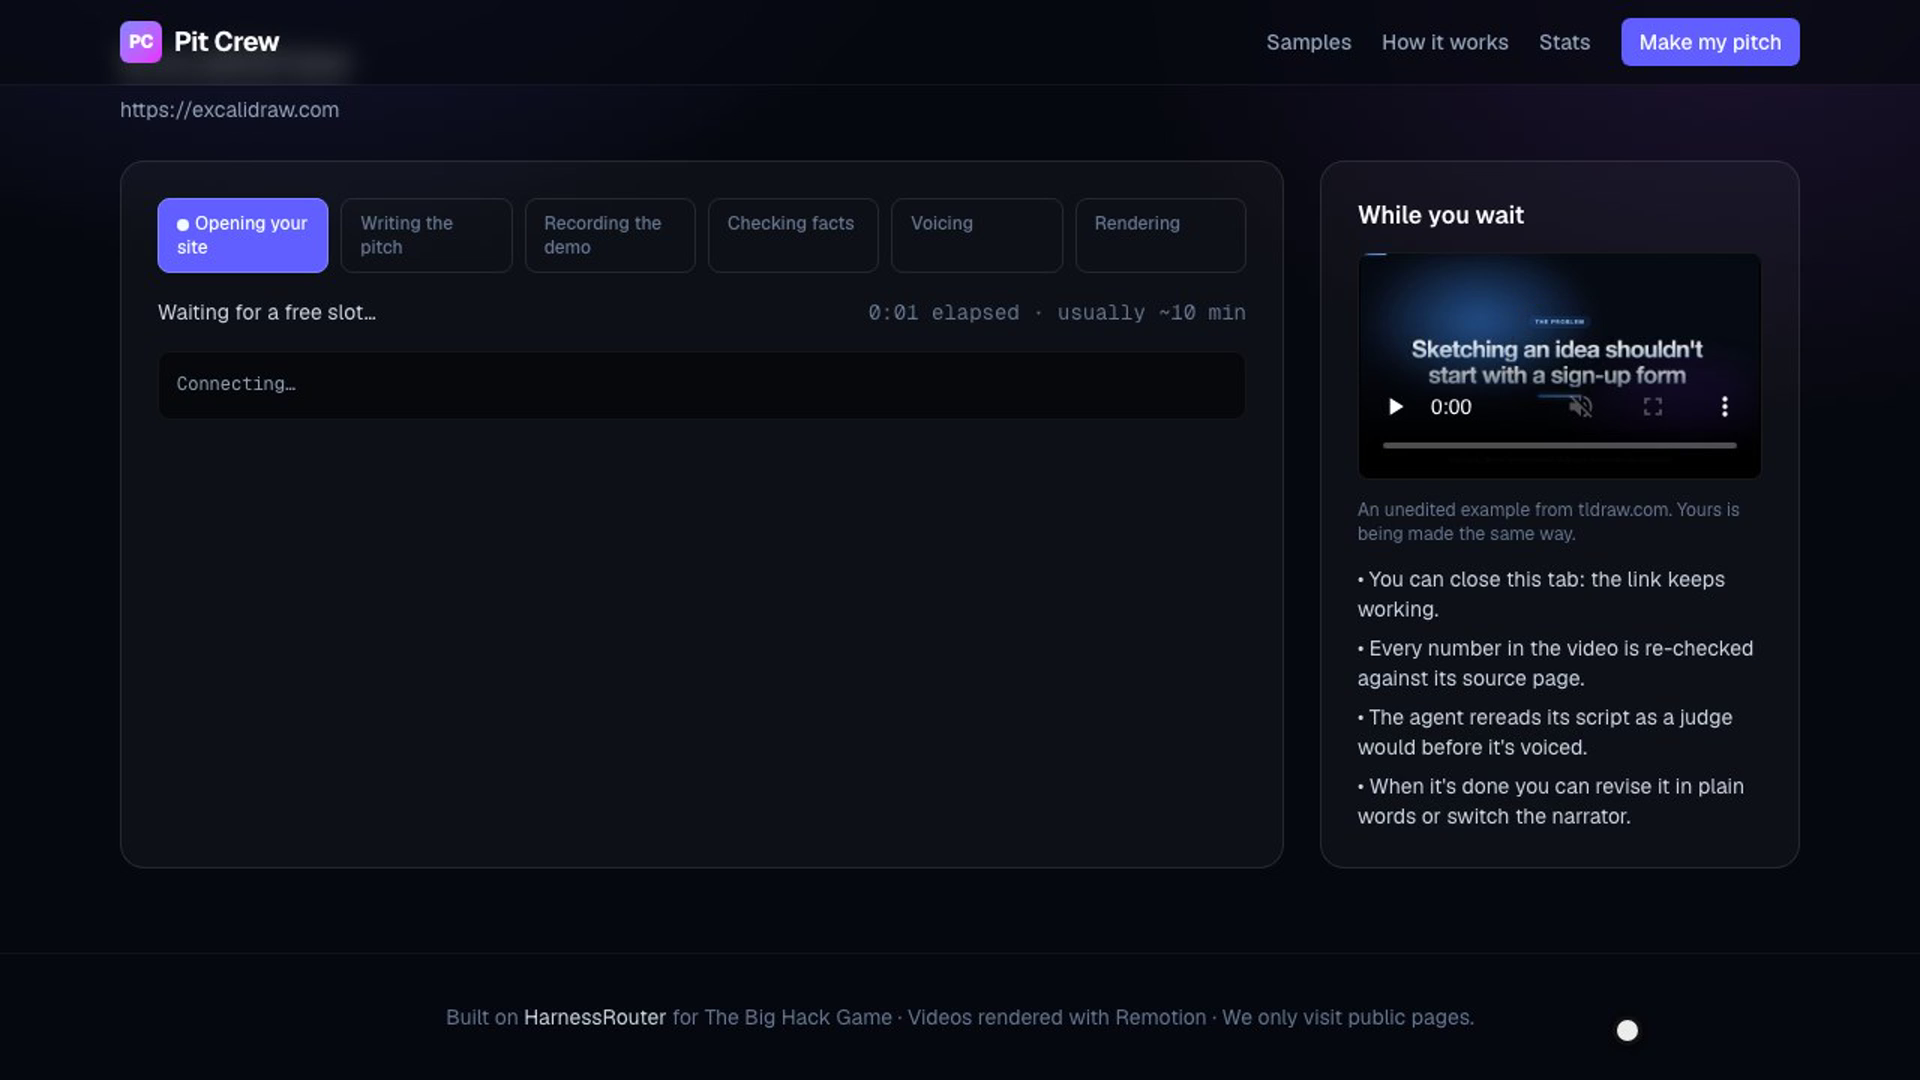 PC Pit Crew
Samples How it works Stats Make my pitch
https://excalidraw.com
Opening your
site
Writing the
pitch
Recording the
demo
Checking facts
Voicing
Rendering
Waiting for a free slot…
0:01 elapsed · usually ~10 min
Connecting…
While you wait
THE PROBLEM
Sketching an idea shouldn't
start with a sign-up form
0:00
An unedited example from tldraw.com. Yours is
being made the same way.
• You can close this tab: the link keeps
working.
• Every number in the video is re-checked
against its source page.
• The agent rereads its script as a judge
would before it's voiced.
• When it's done you can revise it in plain
words or switch the narrator.
Built on HarnessRouter for The Big Hack Game · Videos rendered with Remotion · We only visit public pages.